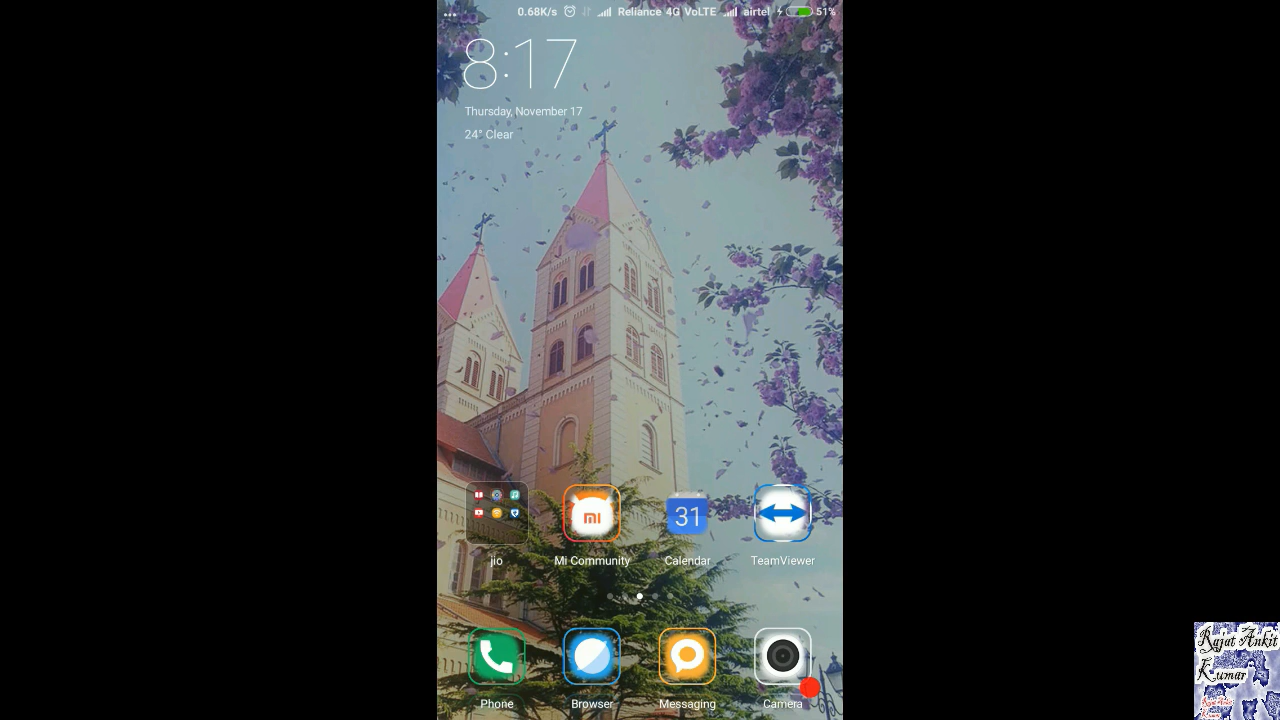 0.68K/s Reliance 4G VoLTE airtel 51%
8:17
Thursday, November 17
24° Clear
MI
31
jio Mi Community Calendar TeamViewer
Phone Browser Messaging Camera
Rajat Ankit
Kumar